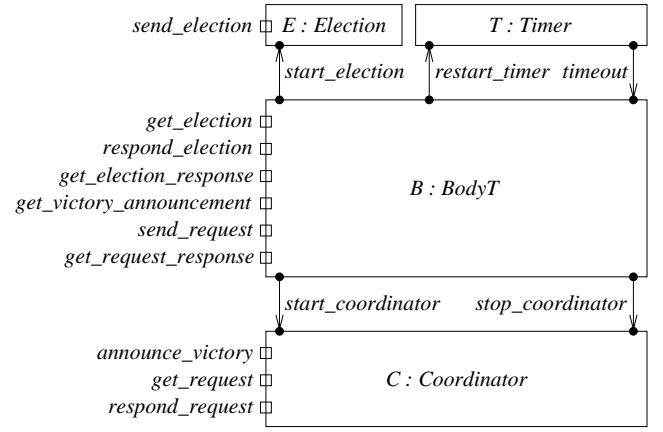 send_election E : Election T : Timer
start_election restart_timer timeout
get_election
respond_election
get_election_response
B : BodyT
get_victory_announcement
send_request
get_request_response
start_coordinator stop_coordinator
announce_victory
get_request C : Coordinator
respond_request